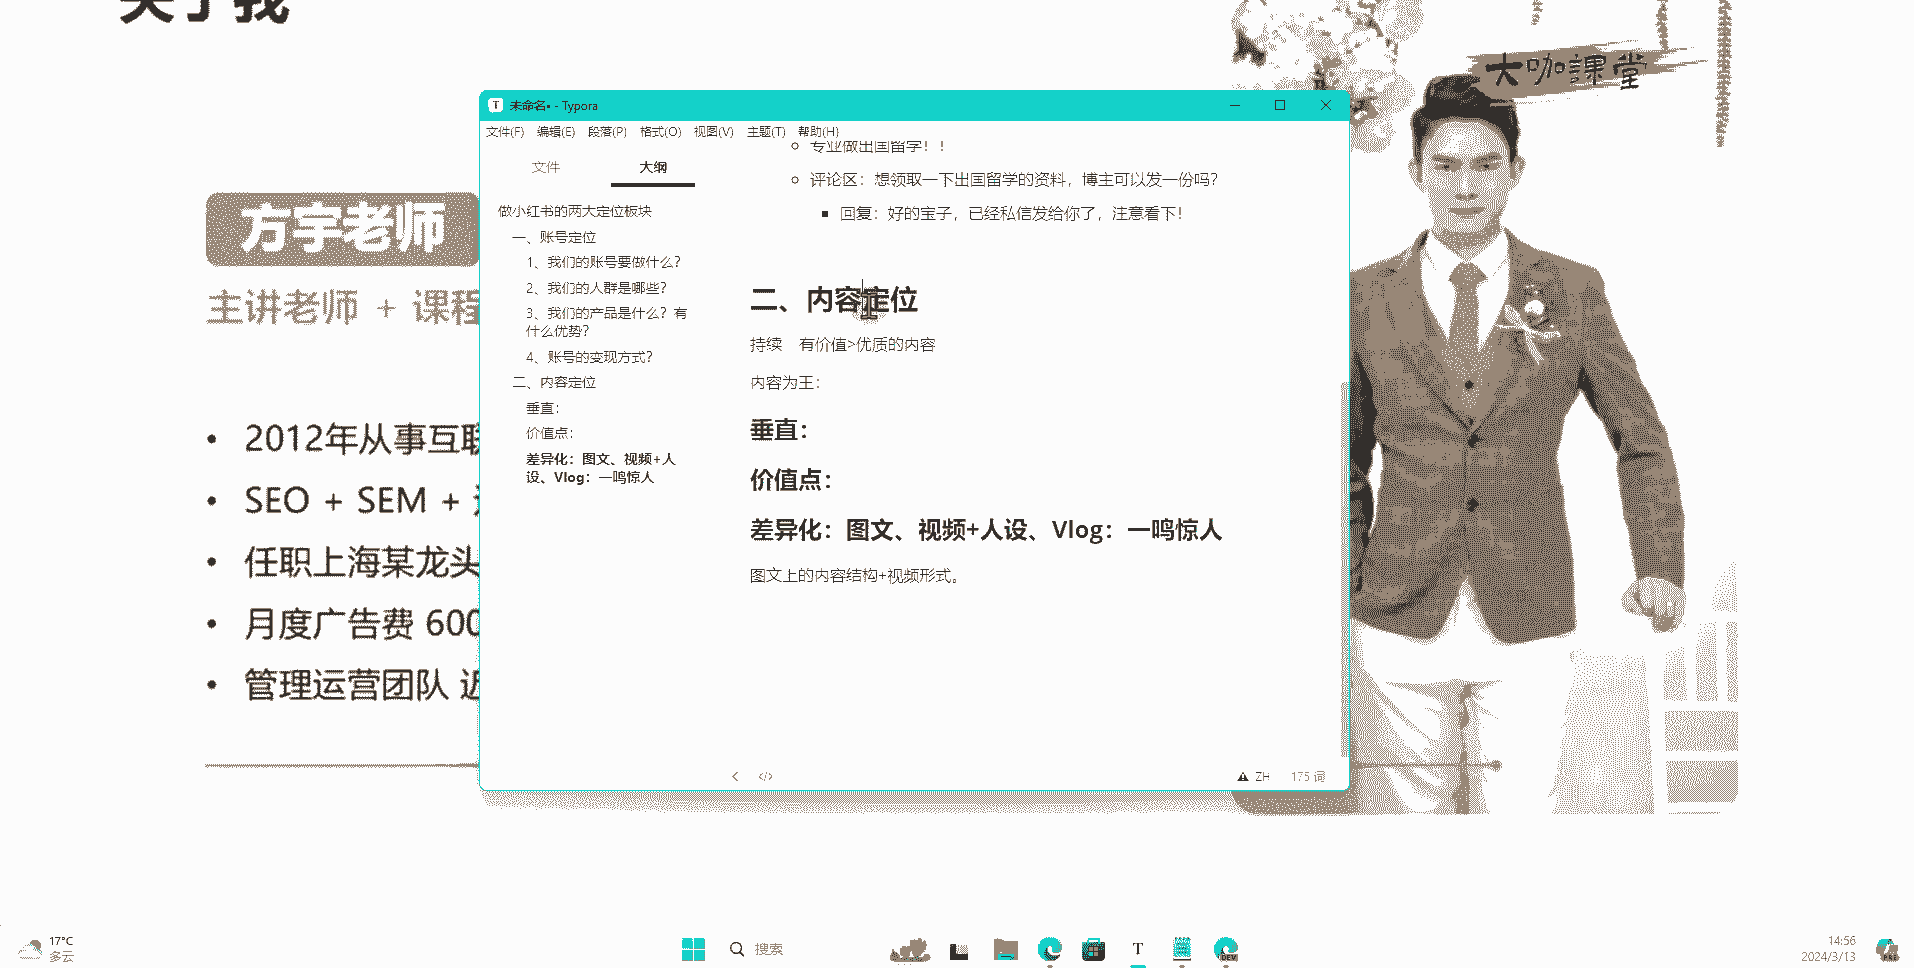 关于我
大咖課堂
方宇老师
主讲老师 + 课程
2012年从事互联
SEO + SEM +
任职上海某龙头
月度广告费 600
管理运营团队 近
未命名• - Typora
文件(F) 编辑(E) 段落(P) 格式(O) 视图(V) 主题(T) 帮助(H)
文件 大纲
做小红书的两大定位板块
一、账号定位
1、我们的账号要做什么?
2、我们的人群是哪些?
3、我们的产品是什么? 有
什么优势?
4、账号的变现方式?
二、内容定位
垂直:
价值点:
差异化: 图文、视频+人
设、Vlog: 一鸣惊人
专业做出国留学! !
评论区: 想领取一下出国留学的资料, 博主可以发一份吗?
回复: 好的宝子, 已经私信发给你了, 注意看下!
二、内容定位
持续 有价值>优质的内容
内容为王:
垂直:
价值点:
差异化: 图文、视频+人设、Vlog: 一鸣惊人
图文上的内容结构+视频形式。
</> ZH 175 词
17°C
多云
搜索
DEV
14:56
2024/3/13
PRE